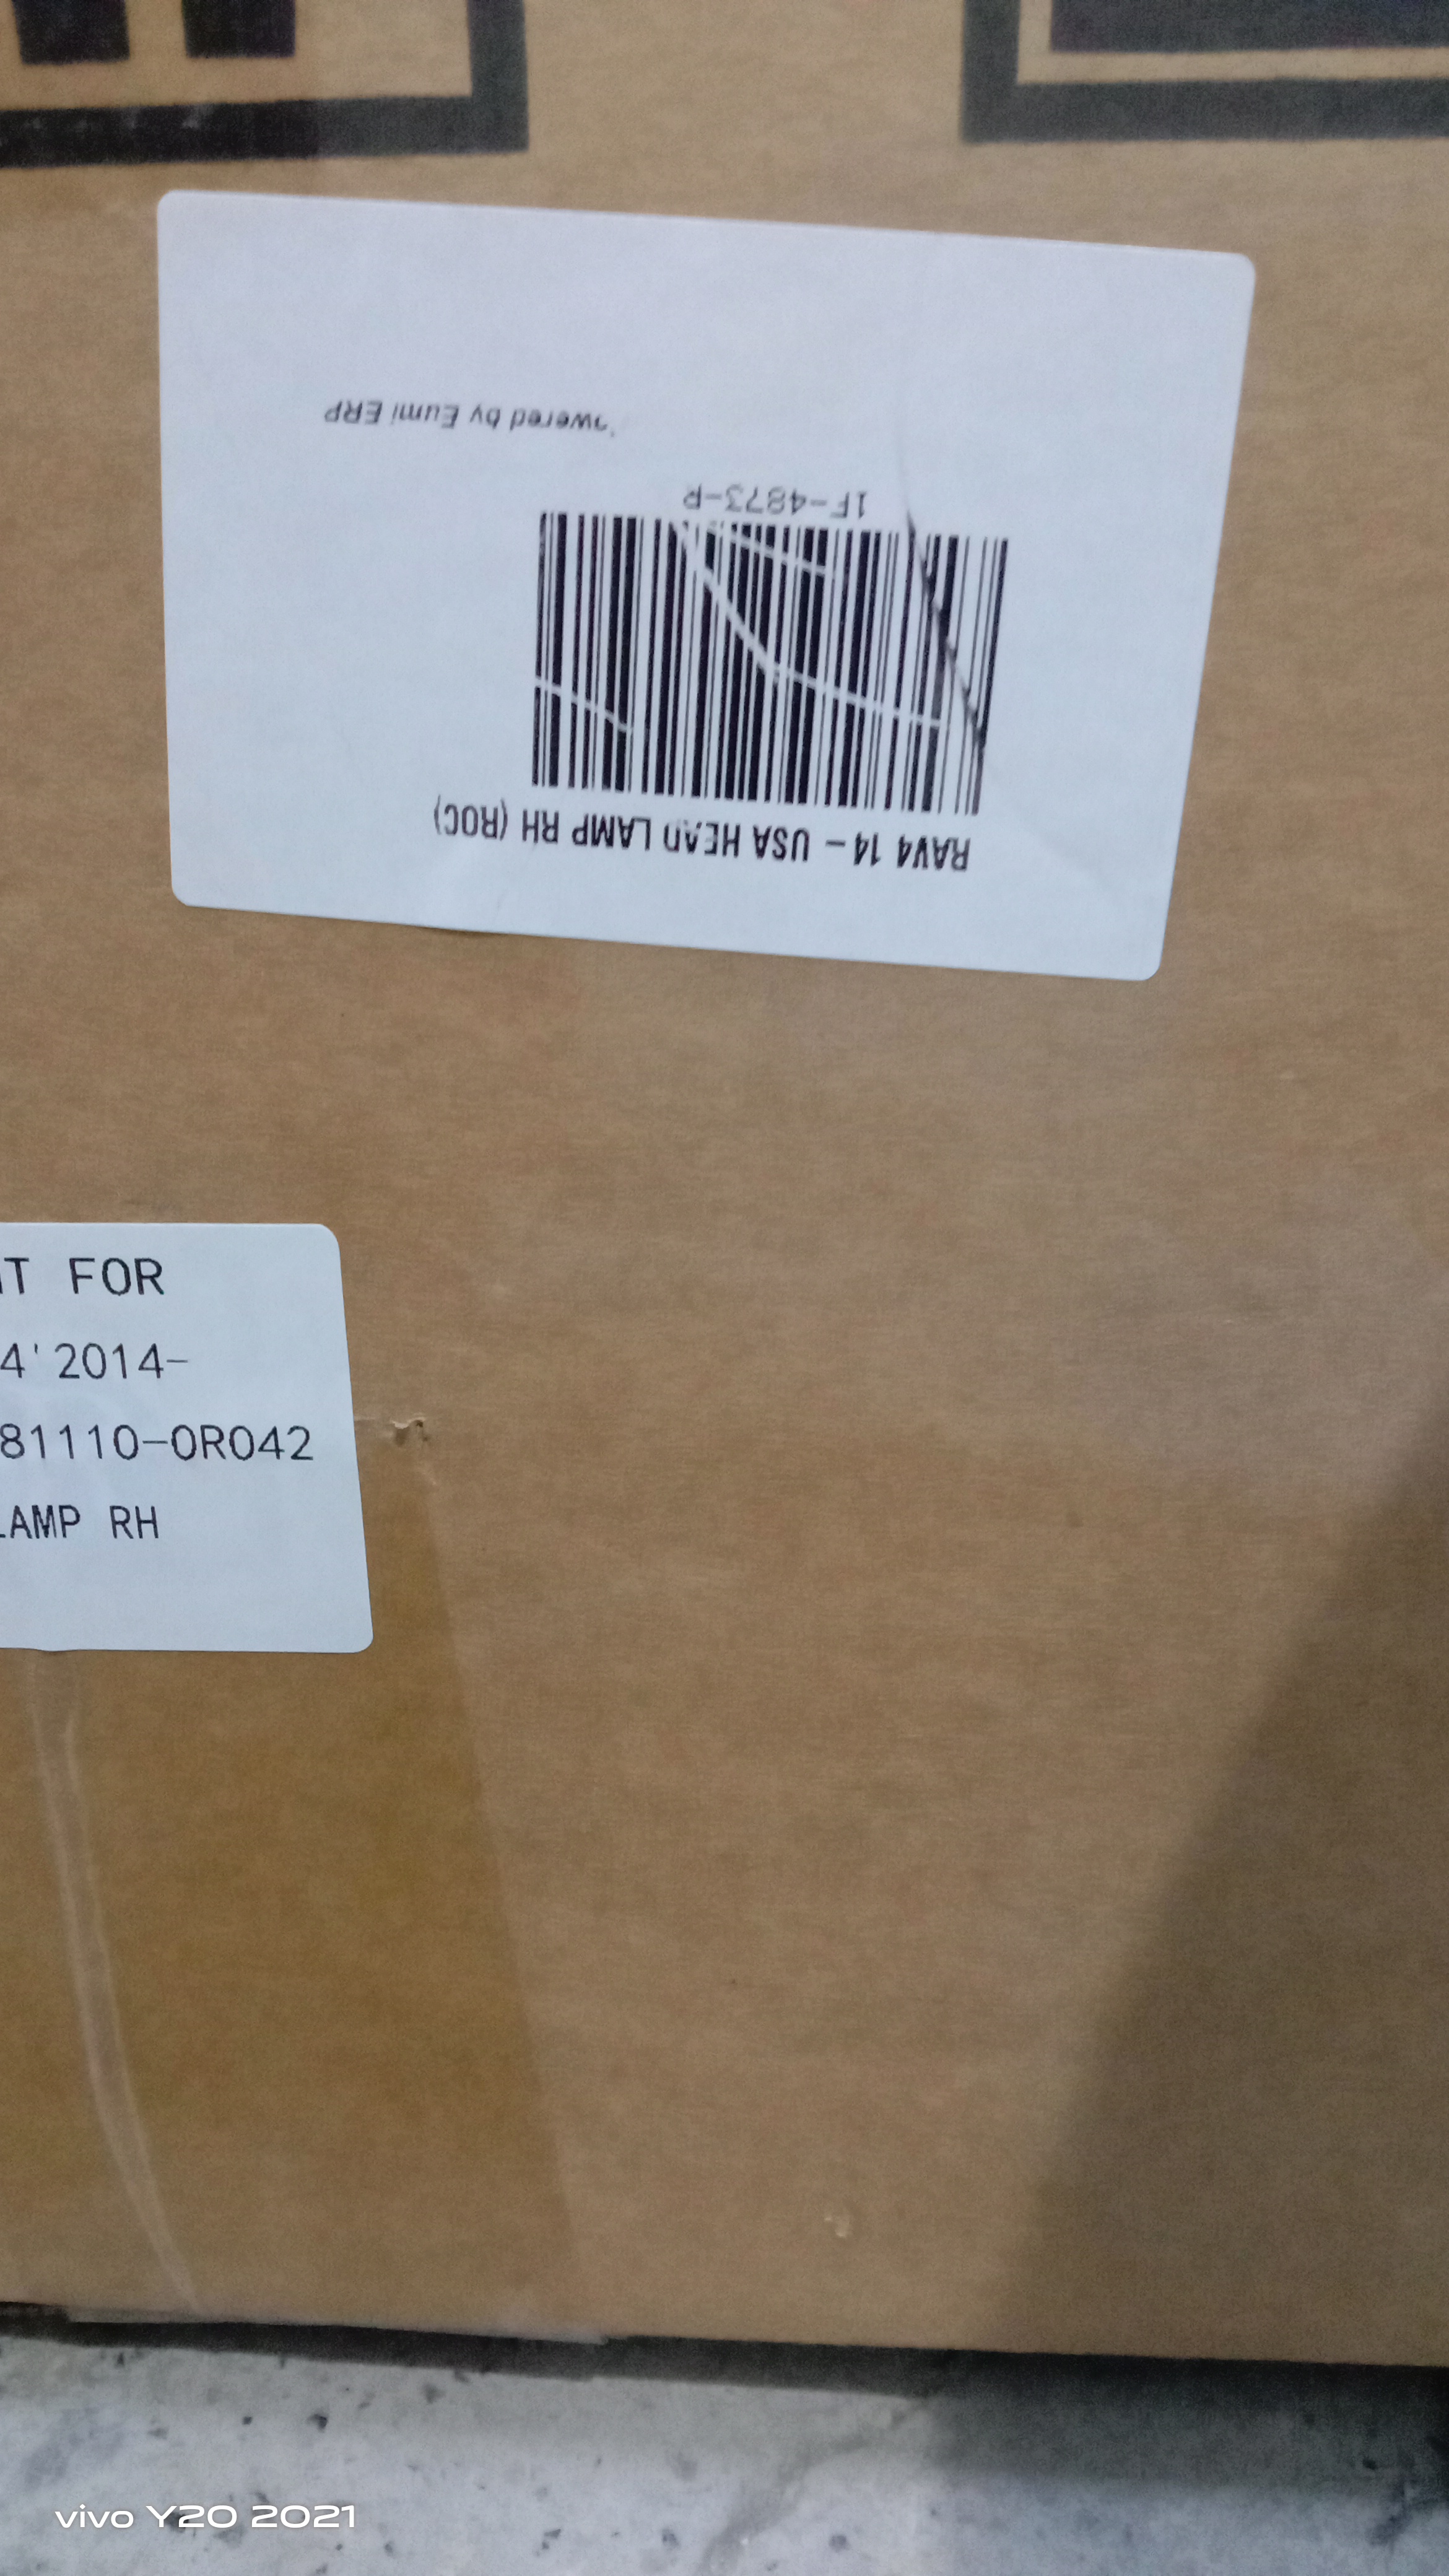 RAV4 14 - USA HEAD LAMP RH (ROC)
1F-4873-R
owered by Eumi ERP
T FOR
4'2014-
81110-0R042
LAMP RH
vivo Y20 2021